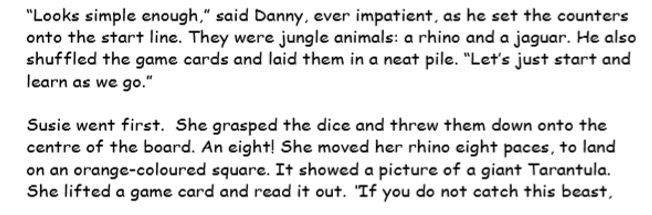 “Looks simple enough,” said Danny, ever impatient, as he set the counters
onto the start line. They were jungle animals: a rhino and a jaguar. He also
shuffled the game cards and laid them in a neat pile. “Let’s just start and
learn as we go.”
Susie went first.  She grasped the dice and threw them down onto the
centre of the board. An eight! She moved her rhino eight paces, to land
on an orange-coloured square. It showed a picture of a giant Tarantula.
She lifted a game card and read it out. ‘If you do not catch this beast,